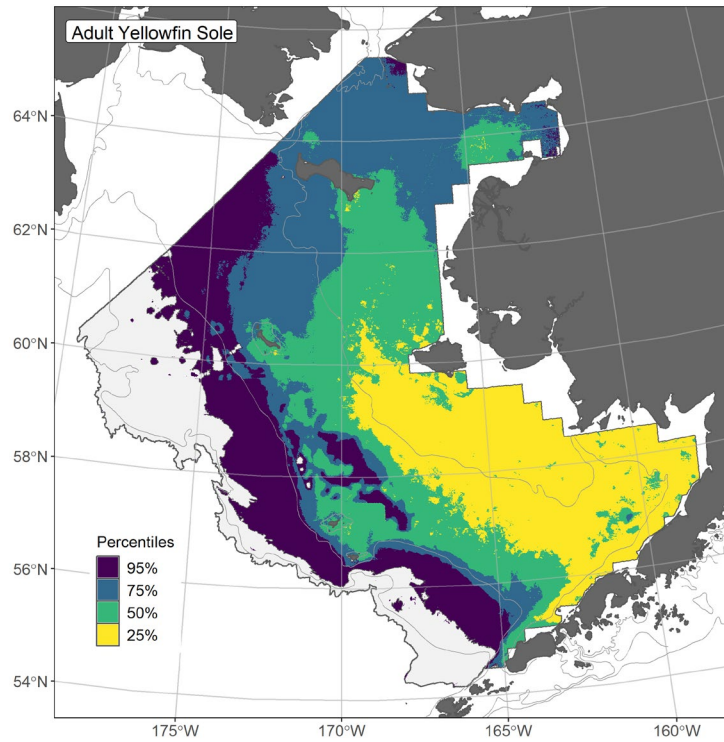 Adult Yellowfin Sole
64°N
62°N
60°N
58°N
56°N
54°N
Percentiles
95%
75%
50%
25%
175°W
170°W
165°W
160°W